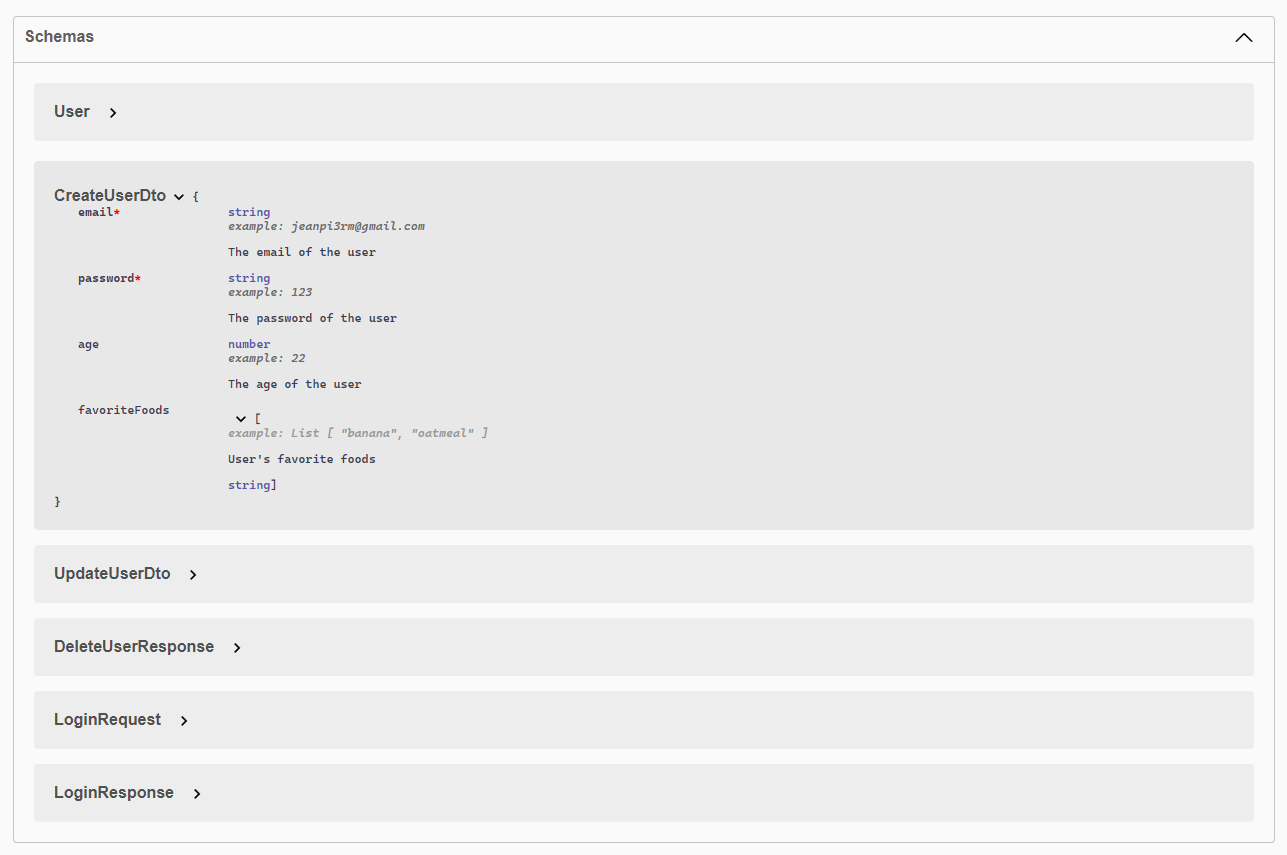 Schemas
User
CreateUserDto {
email* string
example: jeanpi3rm@gmail.com
The email of the user
password* string
example: 123
The password of the user
age number
example: 22
The age of the user
favoriteFoods
[
example: List [ "banana", "oatmeal" ]
User's favorite foods
string]
}
UpdateUserDto
DeleteUserResponse
LoginRequest
LoginResponse